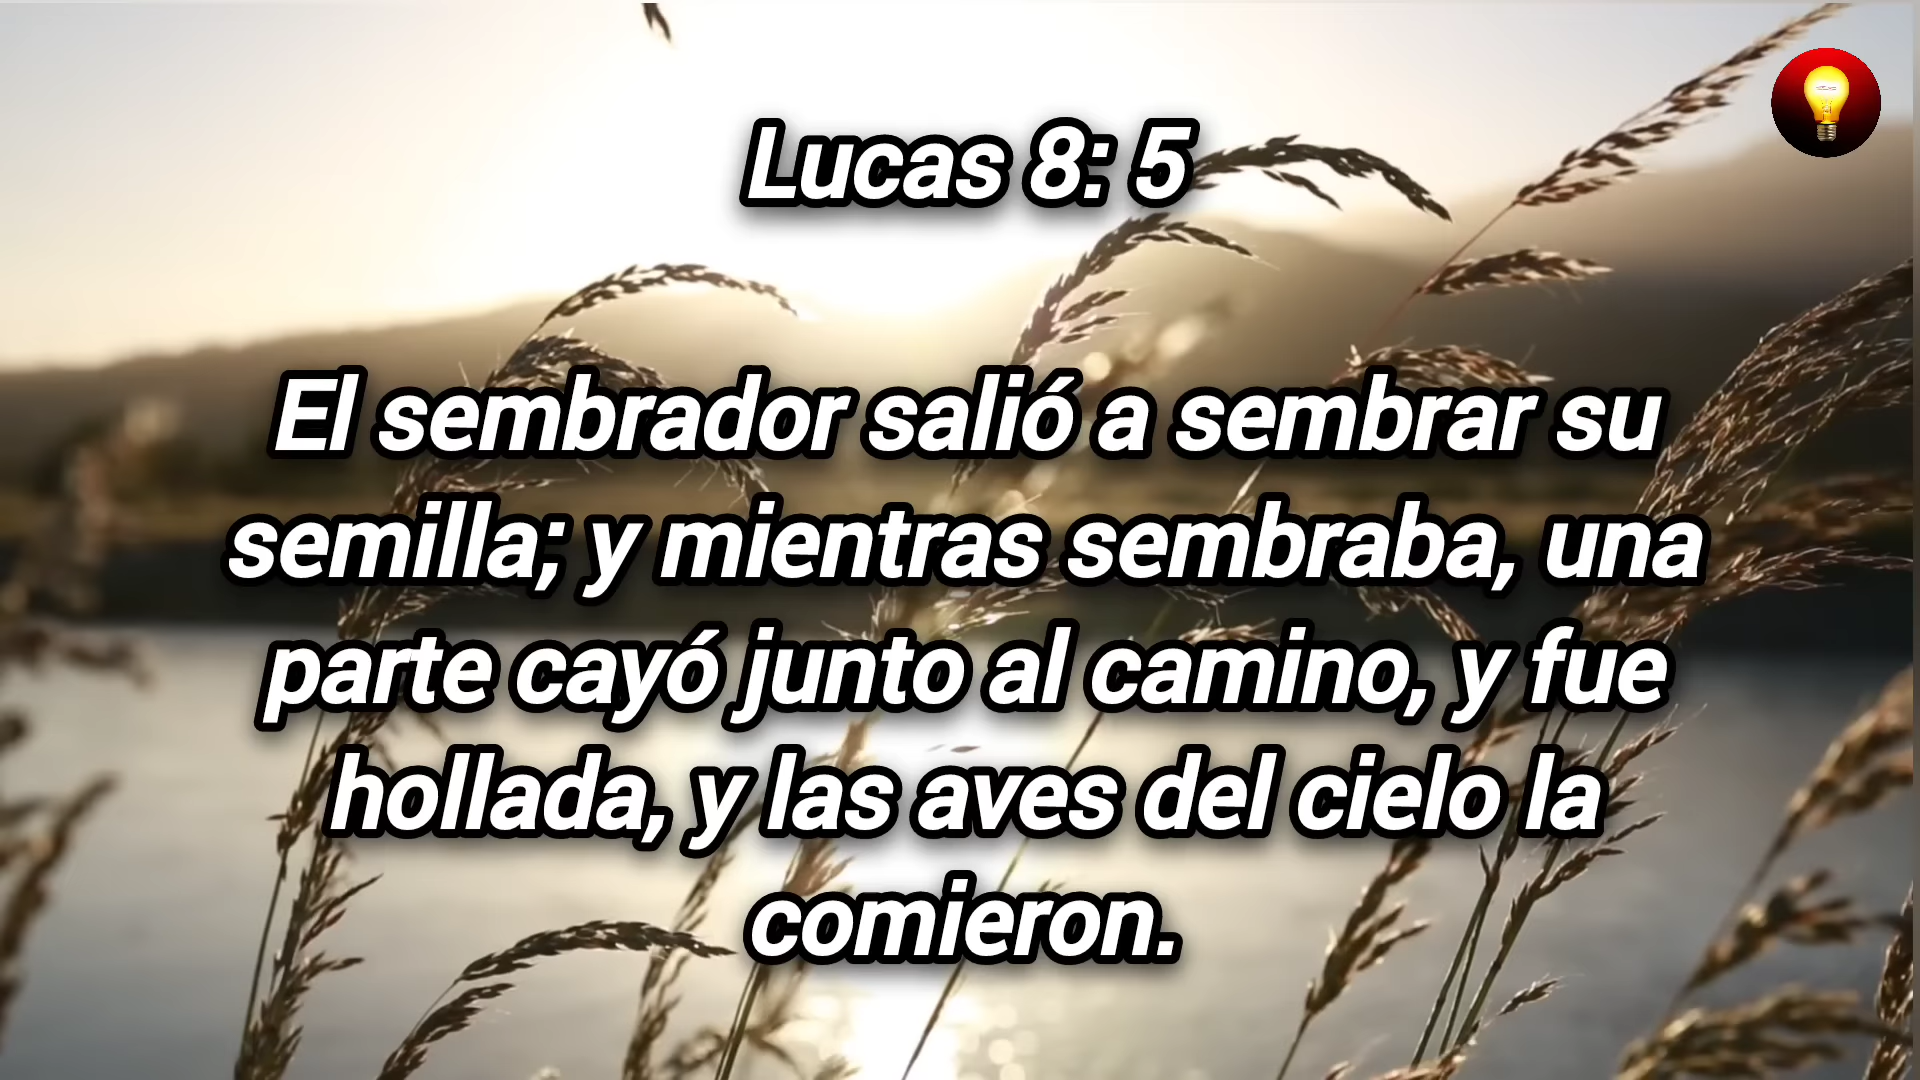 Lucas 8: 5
El sembrador salió a sembrar su
semilla; y mientras sembraba, una
parte cayó junto al camino, y fue
hollada, y las aves del cielo la
comieron.